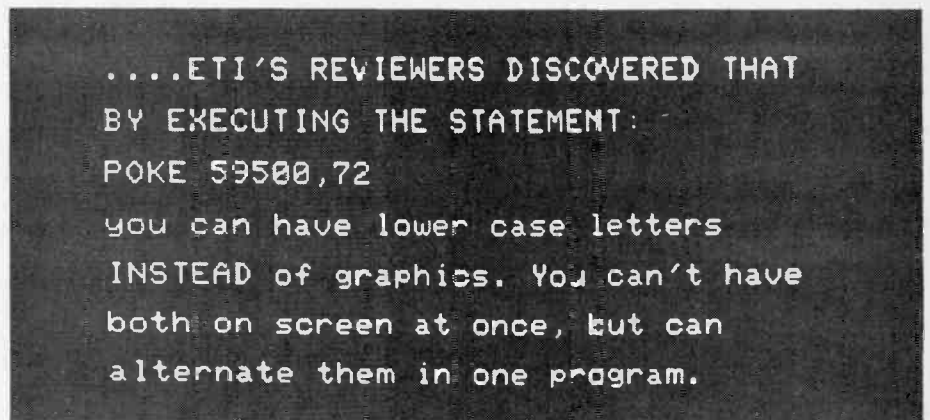 ....ETI'S REVIEWERS DISCOVERED THAT
BY EXECUTING THE STATEMENT:
POKE 59500,72
you can have lower case letters
INSTEAD of graphics. You can't have
both on screen at once, but can
alternate them in one program.